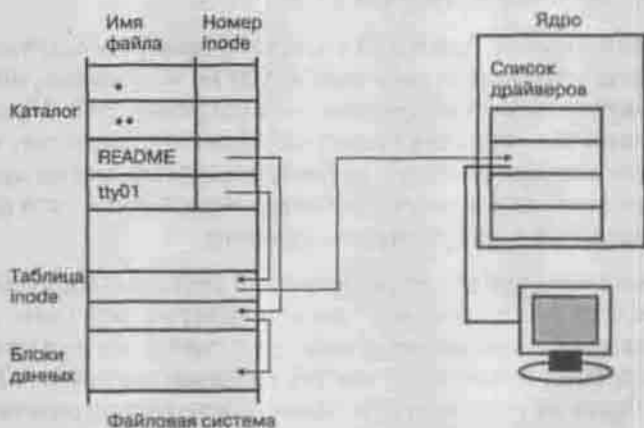 Имя
файла
Номер
inode
Ядро
Список
драйверов
Каталог
.
..
README
tty01
Таблица
inode
Блоки
данных
Файловая система